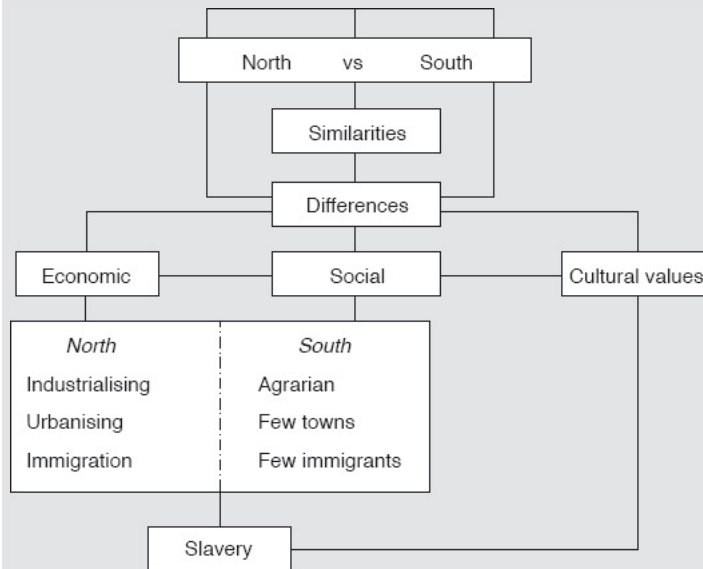 North vs South
Similarities
Differences
Economic
Social
Cultural values
North
South
Industrialising
Agrarian
Urbanising
Few towns
Immigration
Few immigrants
Slavery